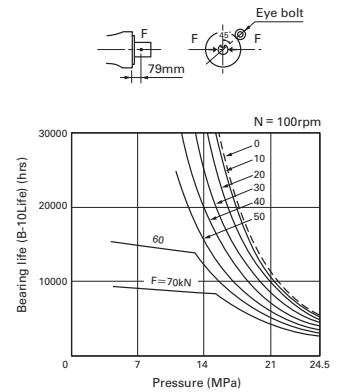 Eye bolt
F
F
45°
F
79mm
N = 100rpm
Bearing life (B-10Life) (hrs)
30000
20000
10000
0
10
20
30
40
50
60
F=70kN
0
7
14
21
24.5
Pressure (MPa)